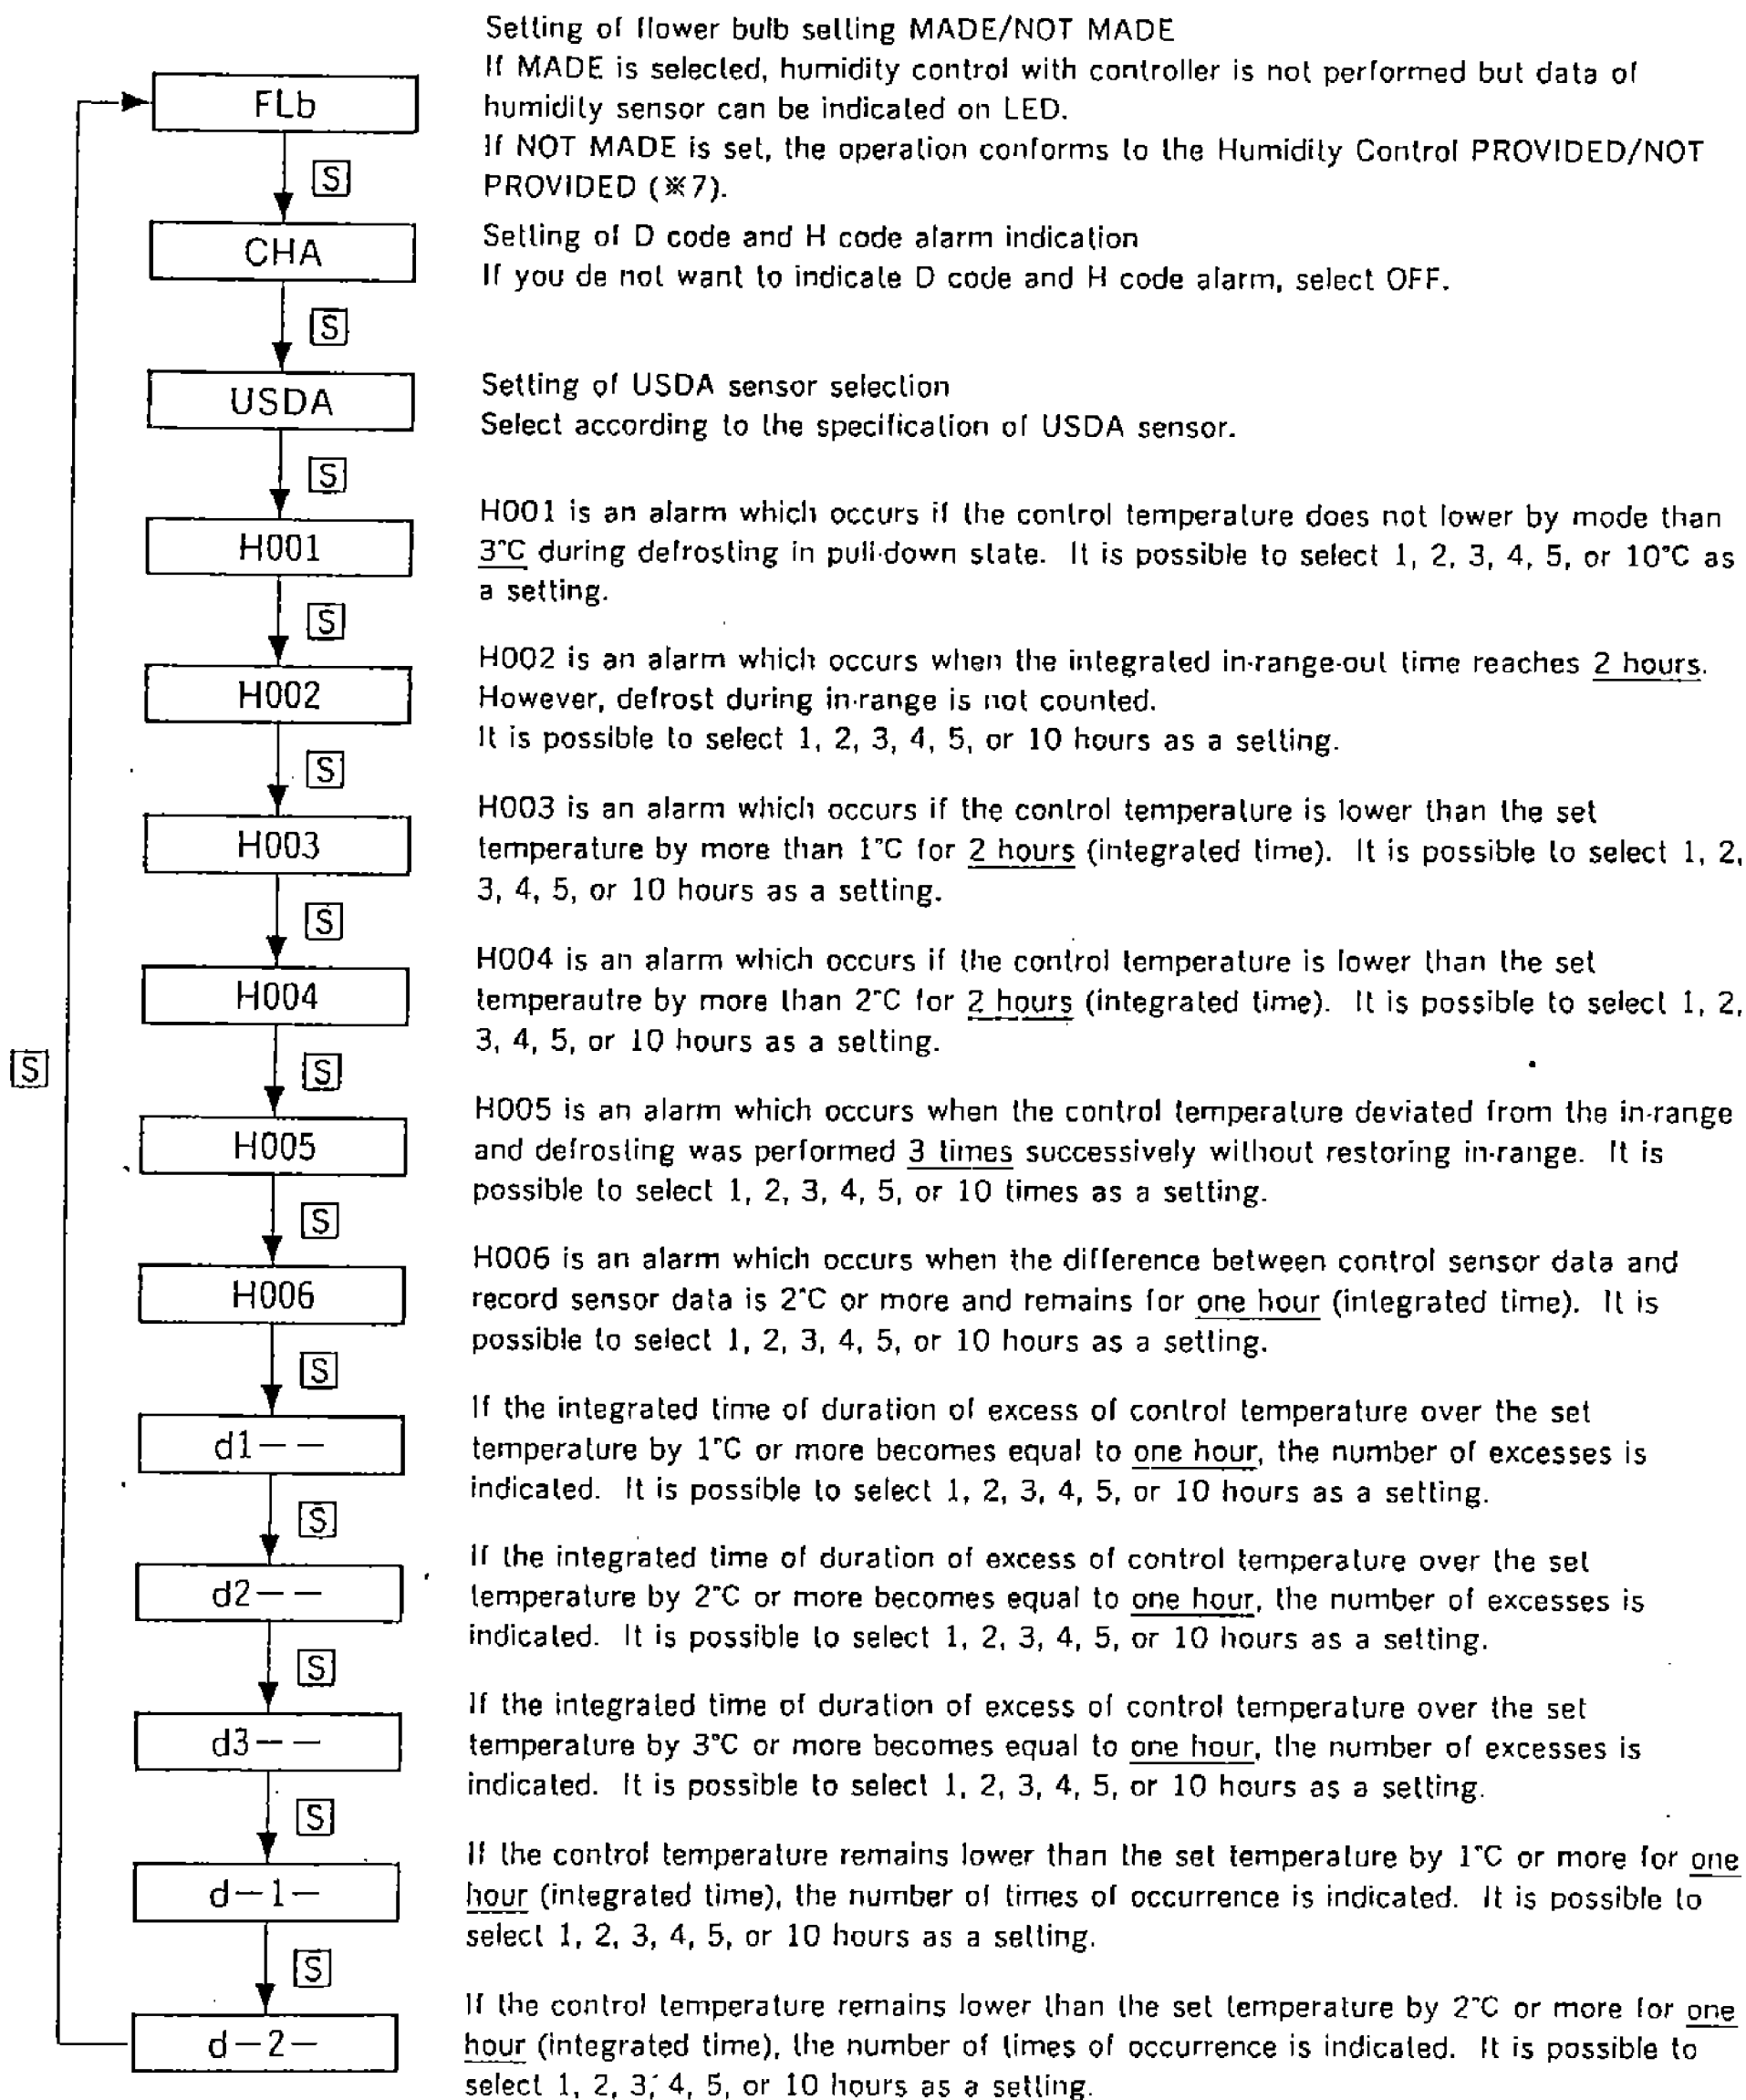 Setting of flower bulb setting MADE/NOT MADE
If MADE is selected, humidity control with controller is not performed but data of
FLb
humidity sensor can be indicated on LED.
If NOT MADE is set, the operation conforms to the Humidity Control PROVIDED/NOT
S
PROVIDED (※7).
CHA
Setting of D code and H code alarm indication
If you de not want to indicate D code and H code alarm, select OFF.
S
USDA
Setting of USDA sensor selection
Select according to the specification of USDA sensor.
S
H001
H001 is an alarm which occurs if the control temperature does not lower by mode than
3°C during defrosting in pull-down state. It is possible to select 1, 2, 3, 4, 5, or 10°C as
a setting.
S
H002
H002 is an alarm which occurs when the integrated in-range-out time reaches 2 hours.
However, defrost during in-range is not counted.
It is possible to select 1, 2, 3, 4, 5, or 10 hours as a setting.
S
H003
H003 is an alarm which occurs if the control temperature is lower than the set
temperature by more than 1°C for 2 hours (integrated time). It is possible to select 1, 2,
3, 4, 5, or 10 hours as a setting.
S
H004
H004 is an alarm which occurs if the control temperature is lower than the set
temperautre by more than 2°C for 2 hours (integrated time). It is possible to select 1, 2,
3, 4, 5, or 10 hours as a setting.
S
S
H005
H005 is an alarm which occurs when the control temperature deviated from the in-range
and defrosting was performed 3 times successively without restoring in-range. It is
possible to select 1, 2, 3, 4, 5, or 10 times as a setting.
S
H006
H006 is an alarm which occurs when the difference between control sensor data and
record sensor data is 2°C or more and remains for one hour (integrated time). It is
possible to select 1, 2, 3, 4, 5, or 10 hours as a setting.
S
d1－－
If the integrated time of duration of excess of control temperature over the set
temperature by 1°C or more becomes equal to one hour, the number of excesses is
indicated. It is possible to select 1, 2, 3, 4, 5, or 10 hours as a setting.
S
d2－－
If the integrated time of duration of excess of control temperature over the set
temperature by 2°C or more becomes equal to one hour, the number of excesses is
indicated. It is possible to select 1, 2, 3, 4, 5, or 10 hours as a setting.
S
d3－－
If the integrated time of duration of excess of control temperature over the set
temperature by 3°C or more becomes equal to one hour, the number of excesses is
indicated. It is possible to select 1, 2, 3, 4, 5, or 10 hours as a setting.
S
d－1－
If the control temperature remains lower than the set temperature by 1°C or more for one
hour (integrated time), the number of times of occurrence is indicated. It is possible to
select 1, 2, 3, 4, 5, or 10 hours as a setting.
S
d－2－
If the control temperature remains lower than the set temperature by 2°C or more for one
hour (integrated time), the number of times of occurrence is indicated. It is possible to
select 1, 2, 3, 4, 5, or 10 hours as a setting.